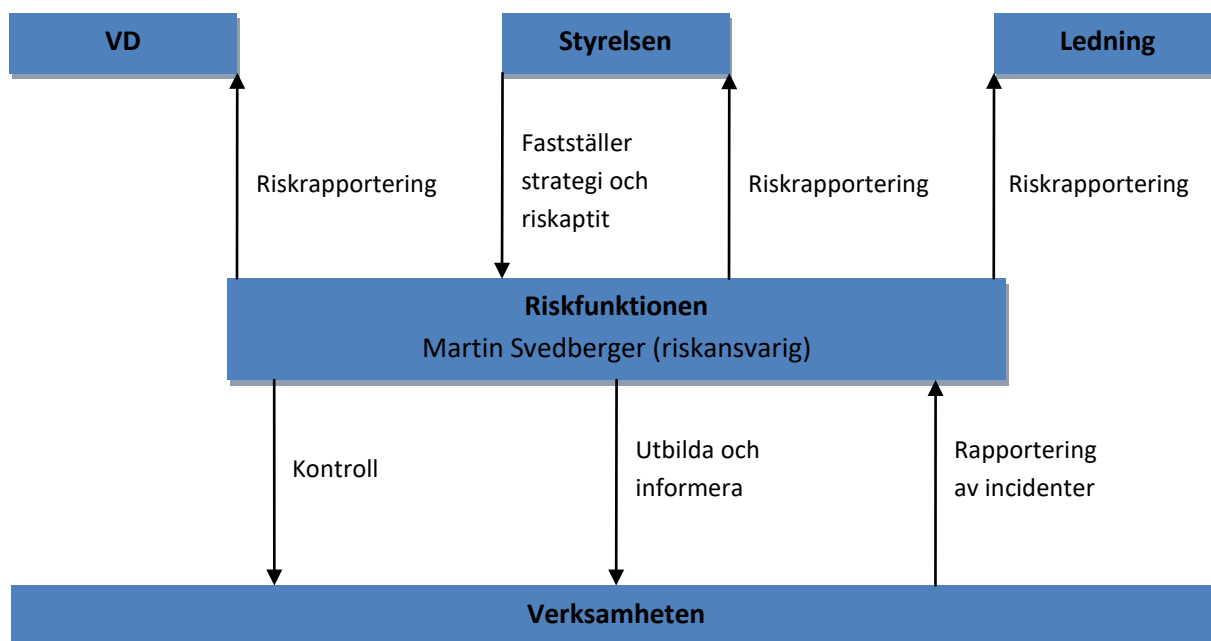 VD
Styrelsen
Ledning
Riskrapportering
Fastställer
strategi och
riskaptit
Riskrapportering
Riskrapportering
Riskfunktionen
Martin Svedberger (riskansvarig)
Kontroll
Utbilda och
informera
Rapportering
av incidenter
Verksamheten